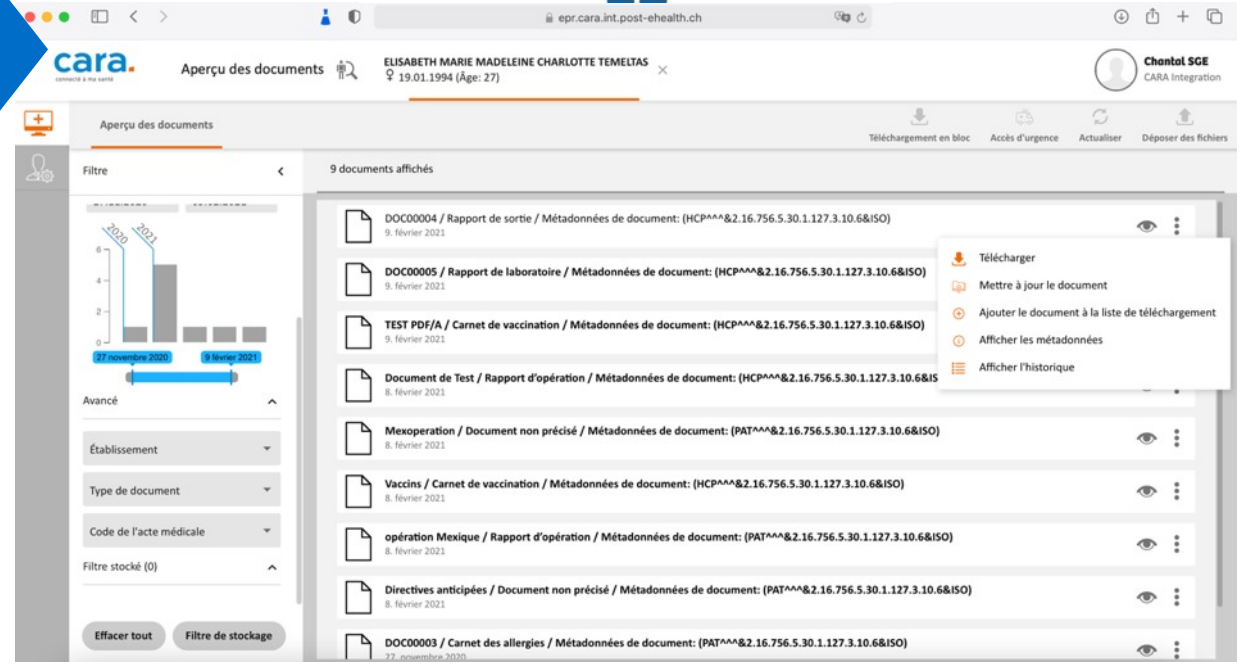 epr.cara.int.post-ehealth.ch
cara.
connecté à ma santé
Aperçu des documents
ELISABETH MARIE MADELEINE CHARLOTTE TEMELTAS
♀ 19.01.1994 (Âge: 27)
Chantal SGE
CARA Integration
Aperçu des documents
Téléchargement en bloc
Accès d'urgence
Actualiser
Déposer des fichiers
Filtre
9 documents affichés
2020
2021
6
4
2
0
27 novembre 2020
9 février 2021
Avancé
Établissement
Type de document
Code de l'acte médicale
Filtre stocké (0)
Effacer tout
Filtre de stockage
DOC00004 / Rapport de sortie / Métadonnées de document: (HCP^^^&2.16.756.5.30.1.127.3.10.6&ISO)
9. février 2021
DOC00005 / Rapport de laboratoire / Métadonnées de document: (HCP^^^&2.16.756.5.30.1.127.3.10.6&ISO)
9. février 2021
TEST PDF/A / Carnet de vaccination / Métadonnées de document: (HCP^^^&2.16.756.5.30.1.127.3.10.6&ISO)
9. février 2021
Document de Test / Rapport d'opération / Métadonnées de document: (HCP^^^&2.16.756.5.30.1.127.3.10.6&IS
8. février 2021
Mexoperation / Document non précisé / Métadonnées de document: (PAT^^^&2.16.756.5.30.1.127.3.10.6&ISO)
8. février 2021
Vaccins / Carnet de vaccination / Métadonnées de document: (HCP^^^&2.16.756.5.30.1.127.3.10.6&ISO)
8. février 2021
opération Mexique / Rapport d'opération / Métadonnées de document: (PAT^^^&2.16.756.5.30.1.127.3.10.6&ISO)
8. février 2021
Directives anticipées / Document non précisé / Métadonnées de document: (PAT^^^&2.16.756.5.30.1.127.3.10.6&ISO)
8. février 2021
DOC00003 / Carnet des allergies / Métadonnées de document: (PAT^^^&2.16.756.5.30.1.127.3.10.6&ISO)
27. novembre 2020
Télécharger
Mettre à jour le document
Ajouter le document à la liste de téléchargement
Afficher les métadonnées
Afficher l'historique